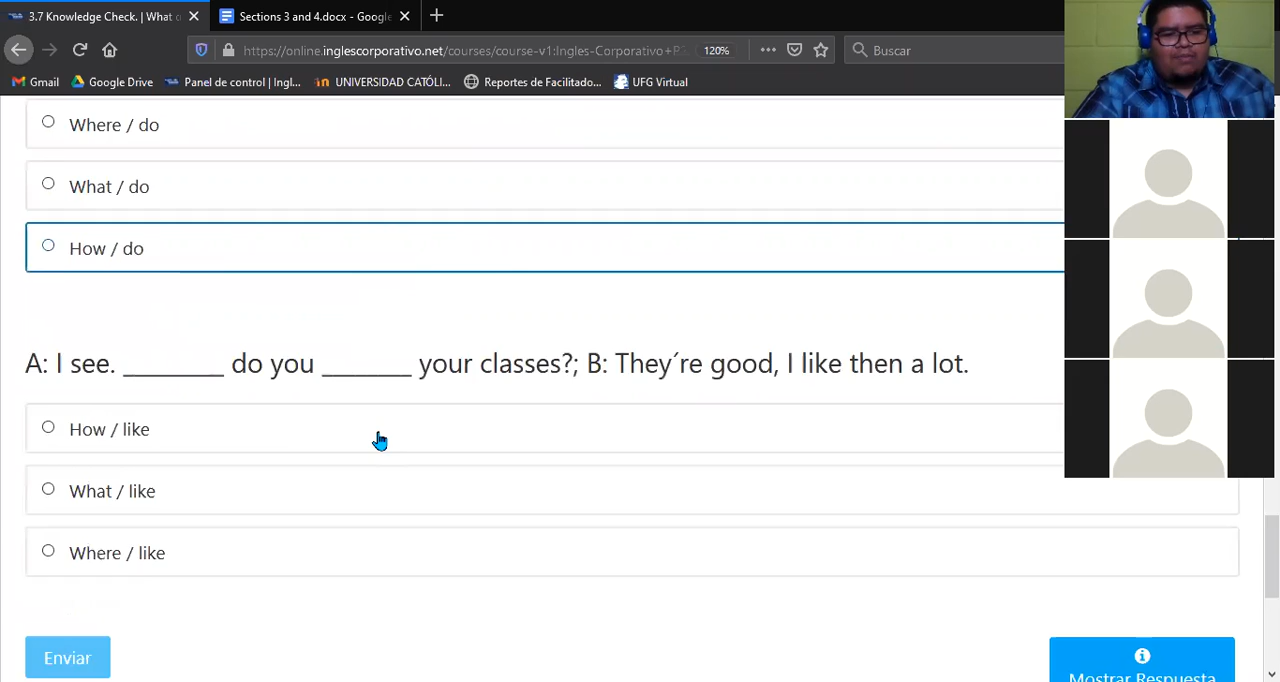 3.7 Knowledge Check. | What
Sections 3 and 4.docx - Google
https://online.inglescorporativo.net/courses/course-v1:Ingles-Corporativo+P
120%
Buscar
Gmail
Google Drive
Panel de control | Ingl...
UNIVERSIDAD CATÓLI...
Reportes de Facilitado...
UFG Virtual
Where / do
What / do
How / do
A: I see. ________ do you _______ your classes?; B: They´re good, I like then a lot.
How / like
What / like
Where / like
Enviar
Mostrar Respuesta